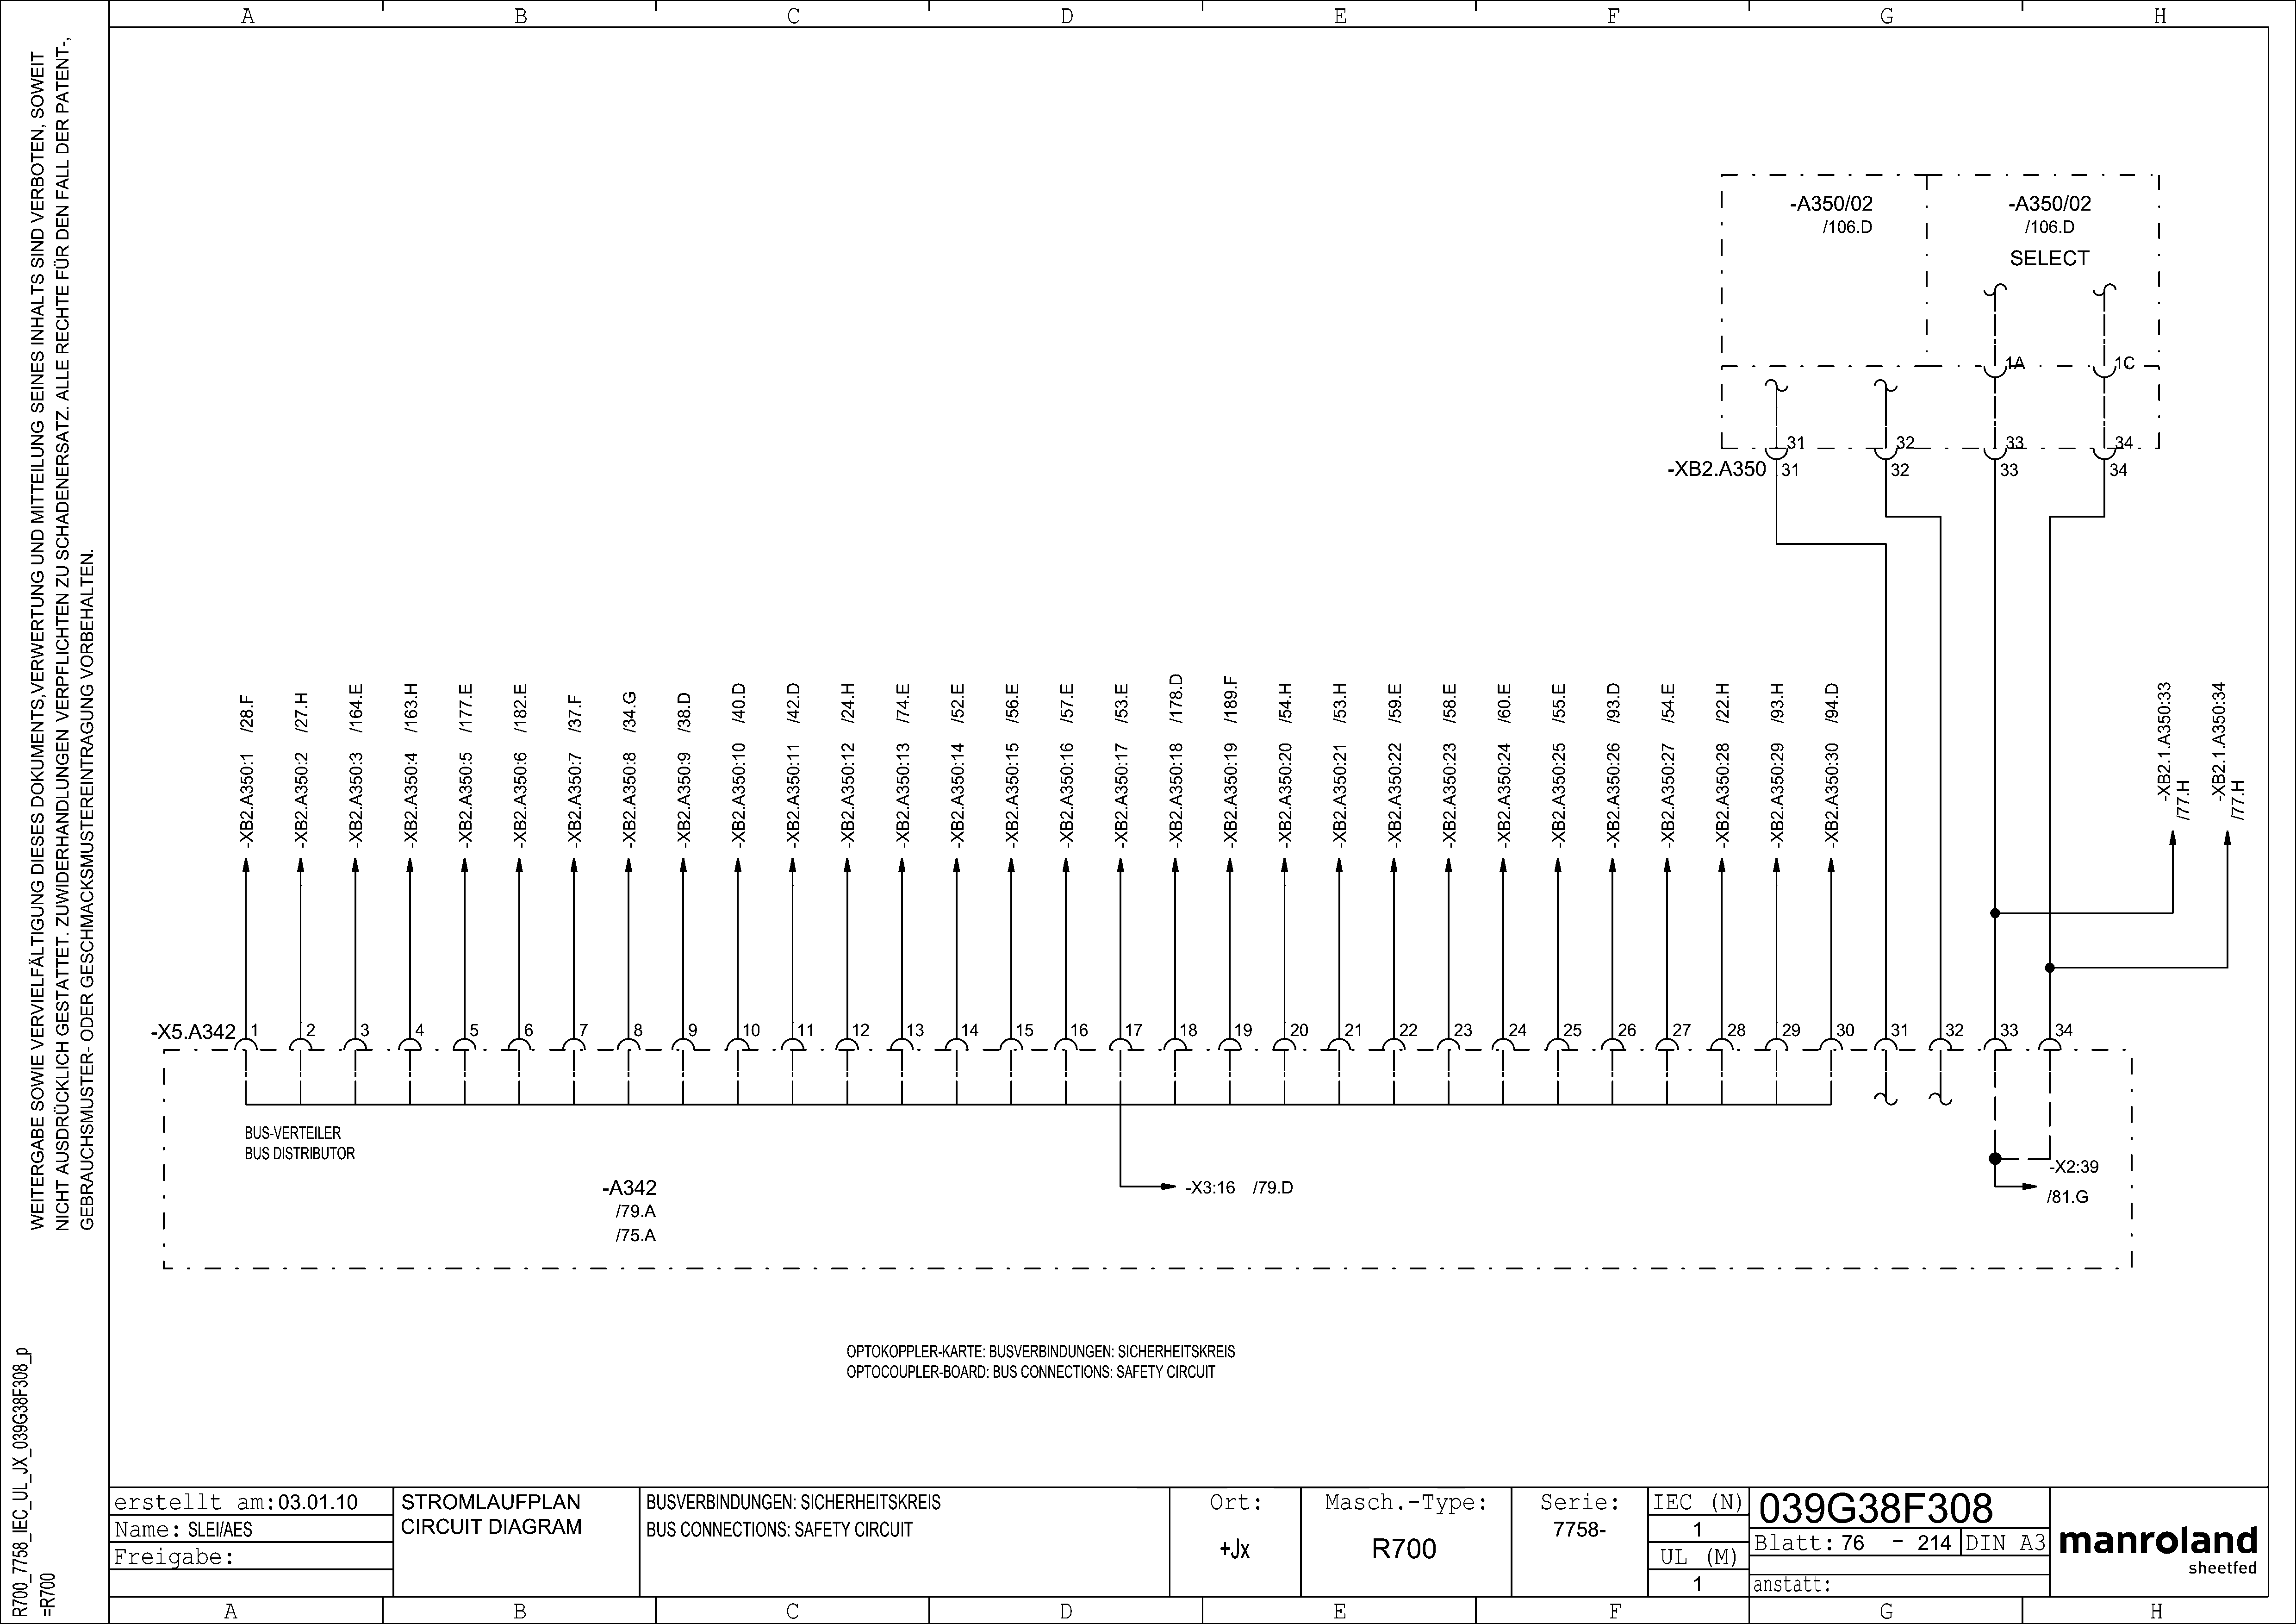 A B C D E F G H
WEITERGABE SOWIE VERVIELFÄLTIGUNG DIESES DOKUMENTS,VERWERTUNG UND MITTEILUNG SEINES INHALTS SIND VERBOTEN, SOWEIT
NICHT AUSDRÜCKLICH GESTATTET. ZUWIDERHANDLUNGEN VERPFLICHTEN ZU SCHADENERSATZ. ALLE RECHTE FÜR DEN FALL DER PATENT-,
GEBRAUCHSMUSTER- ODER GESCHMACKSMUSTEREINTRAGUNG VORBEHALTEN.
R700_7758_IEC_UL_JX_039G38F308_p
=R700
-A350/02
/106.D
-A350/02
/106.D
SELECT
1A 1C
31 32 33 34
-XB2.A350 31 32 33 34
-XB2.A350:1 /28.F
-XB2.A350:2 /27.H
-XB2.A350:3 /164.E
-XB2.A350:4 /163.H
-XB2.A350:5 /177.E
-XB2.A350:6 /182.E
-XB2.A350:7 /37.F
-XB2.A350:8 /34.G
-XB2.A350:9 /38.D
-XB2.A350:10 /40.D
-XB2.A350:11 /42.D
-XB2.A350:12 /24.H
-XB2.A350:13 /74.E
-XB2.A350:14 /52.E
-XB2.A350:15 /56.E
-XB2.A350:16 /57.E
-XB2.A350:17 /53.E
-XB2.A350:18 /178.D
-XB2.A350:19 /189.F
-XB2.A350:20 /54.H
-XB2.A350:21 /53.H
-XB2.A350:22 /59.E
-XB2.A350:23 /58.E
-XB2.A350:24 /60.E
-XB2.A350:25 /55.E
-XB2.A350:26 /93.D
-XB2.A350:27 /54.E
-XB2.A350:28 /22.H
-XB2.A350:29 /93.H
-XB2.A350:30 /94.D
-XB2.1.A350:33
/77.H
-XB2.1.A350:34
/77.H
-X5.A342 1 2 3 4 5 6 7 8 9 10 11 12 13 14 15 16 17 18 19 20 21 22 23 24 25 26 27 28 29 30 31 32 33 34
BUS-VERTEILER
BUS DISTRIBUTOR
-A342
/79.A
/75.A
-X3:16 /79.D
-X2:39
/81.G
OPTOKOPPLER-KARTE: BUSVERBINDUNGEN: SICHERHEITSKREIS
OPTOCOUPLER-BOARD: BUS CONNECTIONS: SAFETY CIRCUIT
erstellt am: 03.01.10
Name: SLEI/AES
Freigabe:
STROMLAUFPLAN
CIRCUIT DIAGRAM
BUSVERBINDUNGEN: SICHERHEITSKREIS
BUS CONNECTIONS: SAFETY CIRCUIT
Ort:
+Jx
Masch.-Type:
R700
Serie:
7758-
IEC (N)
1
UL (M)
1
039G38F308
Blatt: 76 - 214 DIN A3
anstatt:
manroland
sheetfed
A B C D E F G H